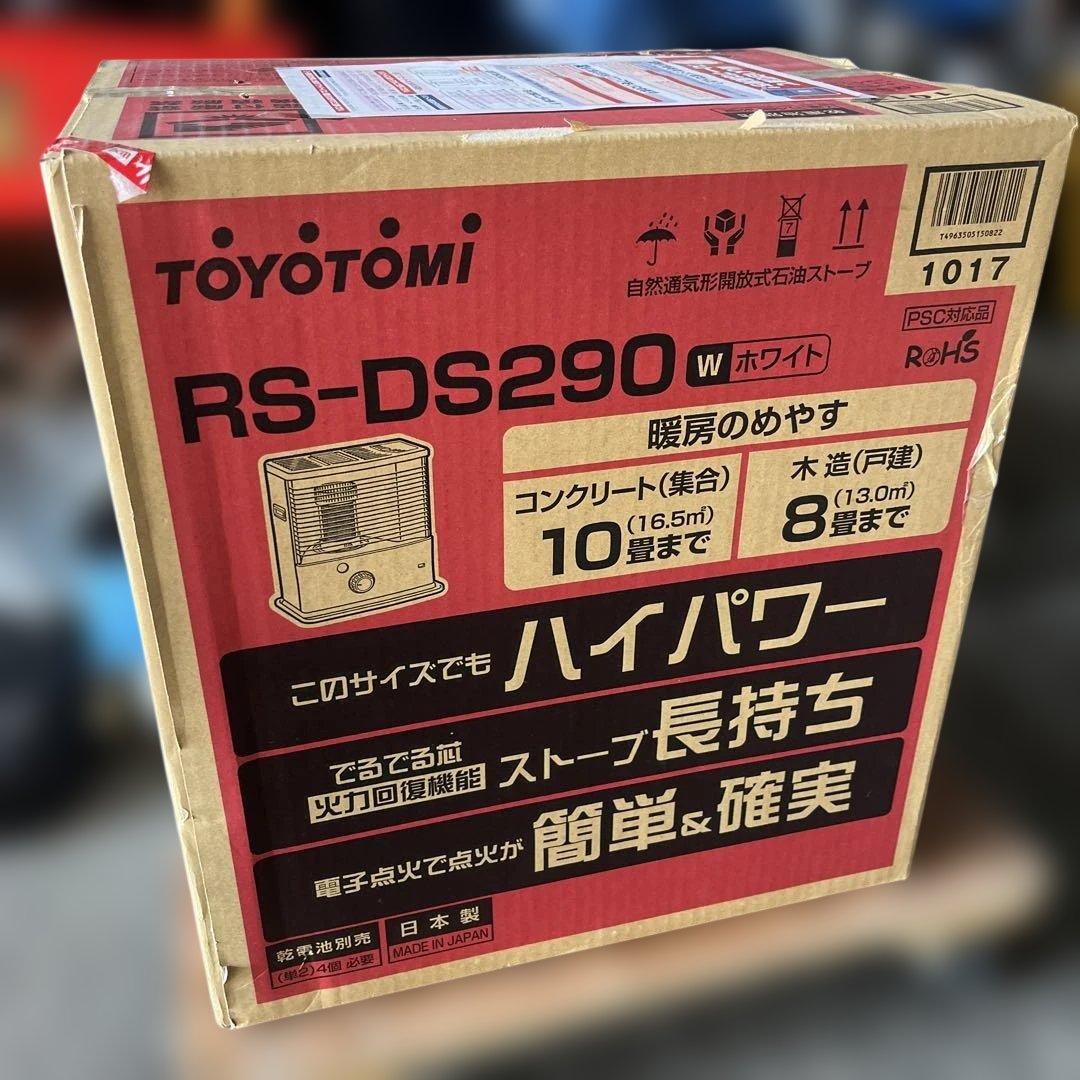 TOYOTOMI
自然通気形開放式石油ストーブ
7
T4963505150822
1017
PSC対応品
RoHS
RS-DS290
W ホワイト
暖房のめやす
コンクリート(集合)
(16.5㎡)
10畳まで
木造(戸建)
(13.0㎡)
8畳まで
このサイズでも ハイパワー
でるでる芯
火力回復機能 ストーブ長持ち
電子点火で点火が 簡単&確実
乾電池別売
(単2)4個 必要
日本製
MADE IN JAPAN